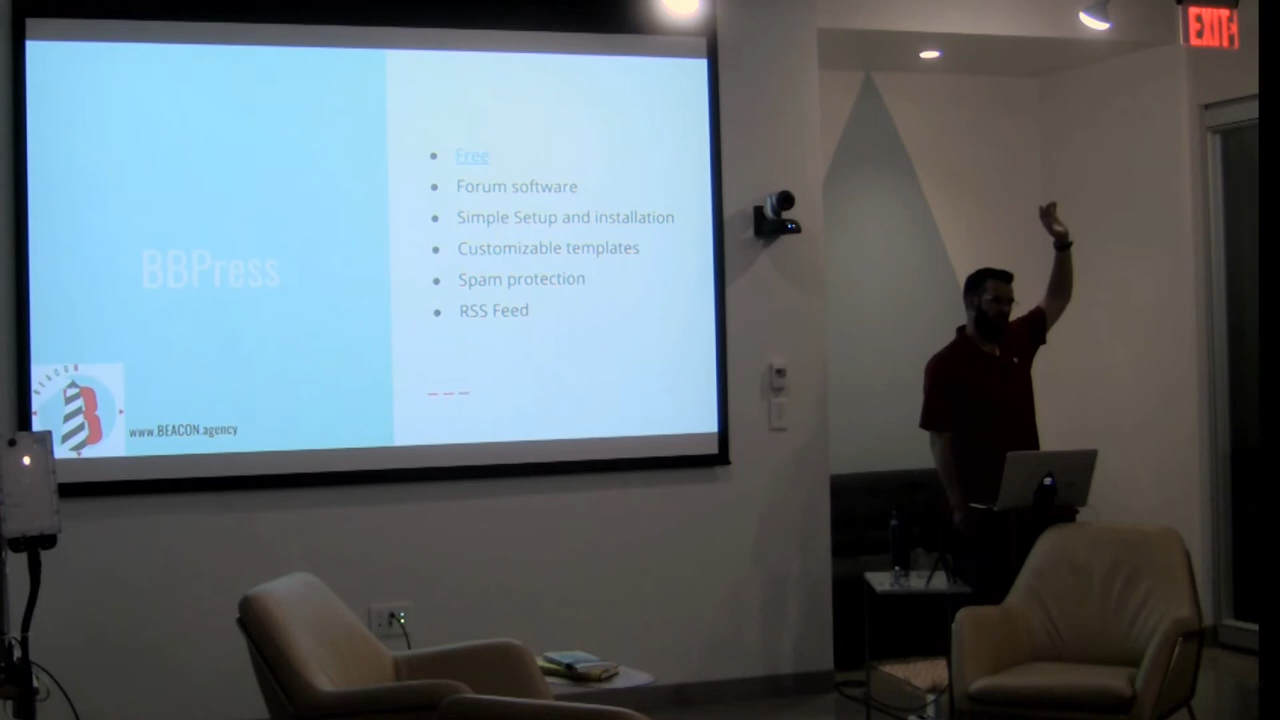 BBPress
Free
Forum software
Simple Setup and installation
Customizable templates
Spam protection
RSS Feed
BEACON
B
www.BEACON.agency
EXIT